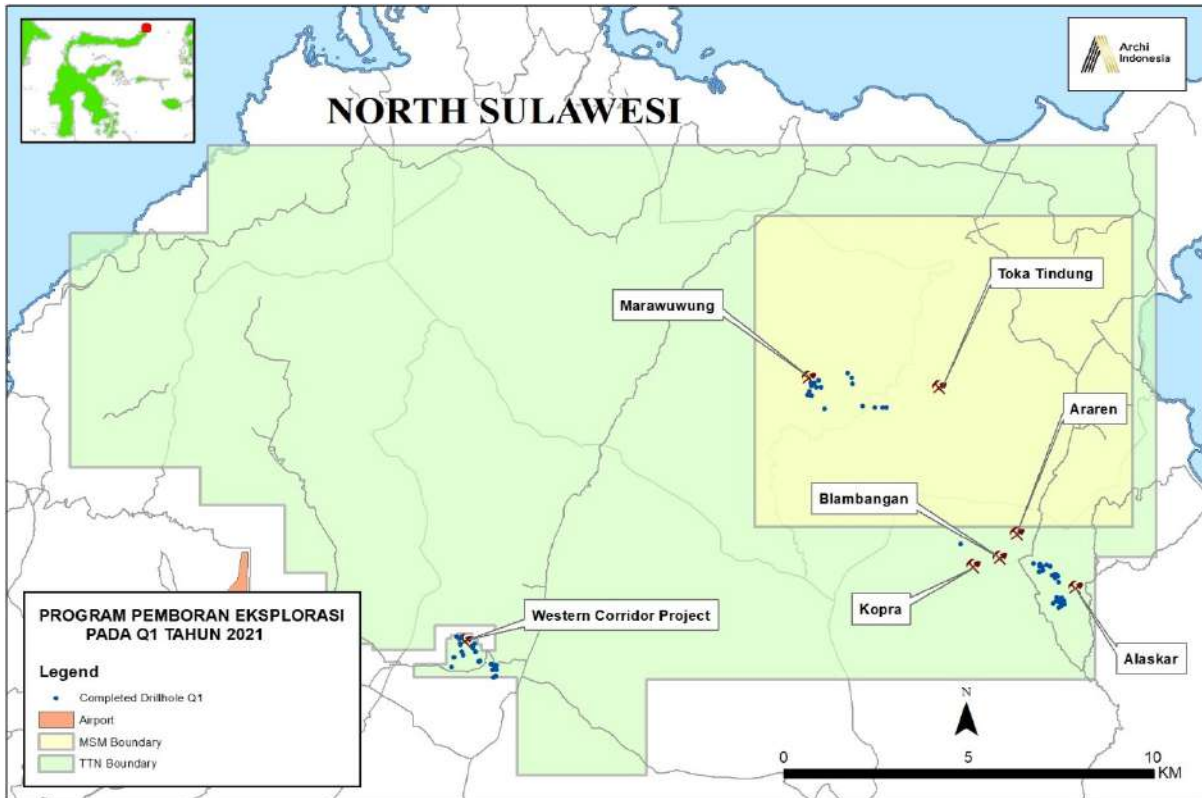 Archi
Indonesia
NORTH SULAWESI
Toka Tindung
Marawuwung
Araren
Blambangan
Kopra
Western Corridor Project
Alaskar
PROGRAM PEMBORAN EKSPLORASI
PADA Q1 TAHUN 2021
Legend
Completed Drillhole Q1
Airport
MSM Boundary
TTN Boundary
N
0 5 10
KM